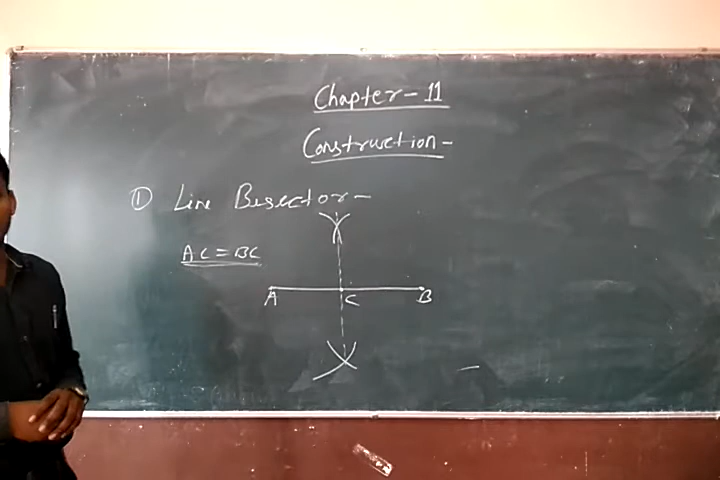 Chapter - 11
Construction -
① Line Bisector -
AC = BC
A C B